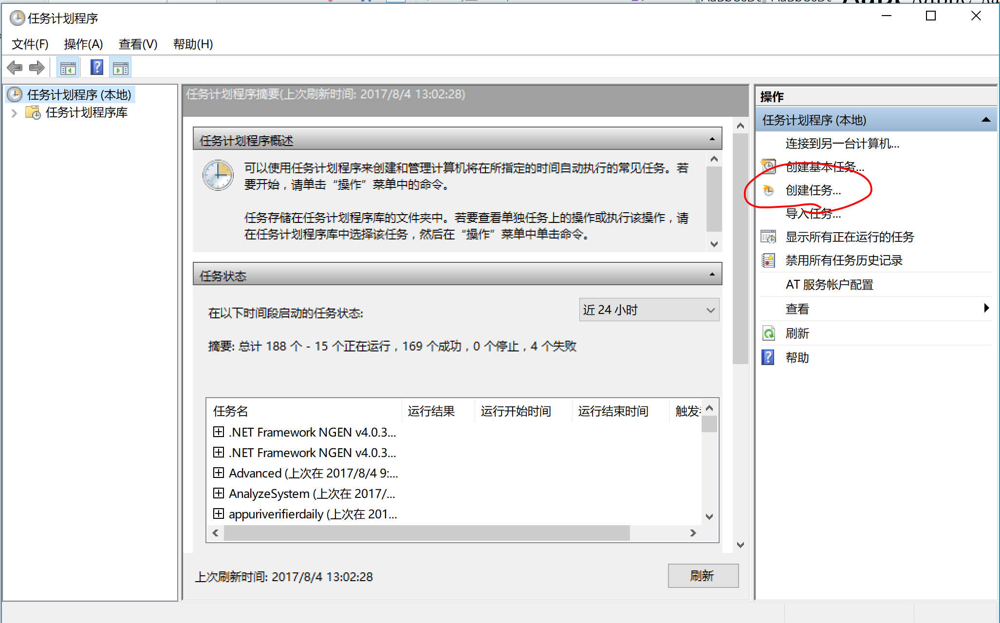 任务计划程序
文件(F) 操作(A) 查看(V) 帮助(H)
任务计划程序 (本地)
任务计划程序库
任务计划程序摘要(上次刷新时间: 2017/8/4 13:02:28)
任务计划程序概述
可以使用任务计划程序来创建和管理计算机将在所指定的时间自动执行的常见任务。若
要开始，请单击“操作”菜单中的命令。
任务存储在任务计划程序库的文件夹中。若要查看单独任务上的操作或执行该操作，请
在任务计划程序库中选择该任务，然后在“操作”菜单中单击命令。
任务状态
在以下时间段启动的任务状态:
近 24 小时
摘要: 总计 188 个 - 15 个正在运行，169 个成功，0 个停止，4 个失败
任务名 运行结果 运行开始时间 运行结束时间 触发
.NET Framework NGEN v4.0.3...
.NET Framework NGEN v4.0.3...
Advanced (上次在 2017/8/4 9:...
AnalyzeSystem (上次在 2017/...
appuriverifierdaily (上次在 201...
上次刷新时间: 2017/8/4 13:02:28
刷新
操作
任务计划程序 (本地)
连接到另一台计算机...
创建基本任务...
创建任务...
导入任务...
显示所有正在运行的任务
禁用所有任务历史记录
AT 服务帐户配置
查看
刷新
帮助